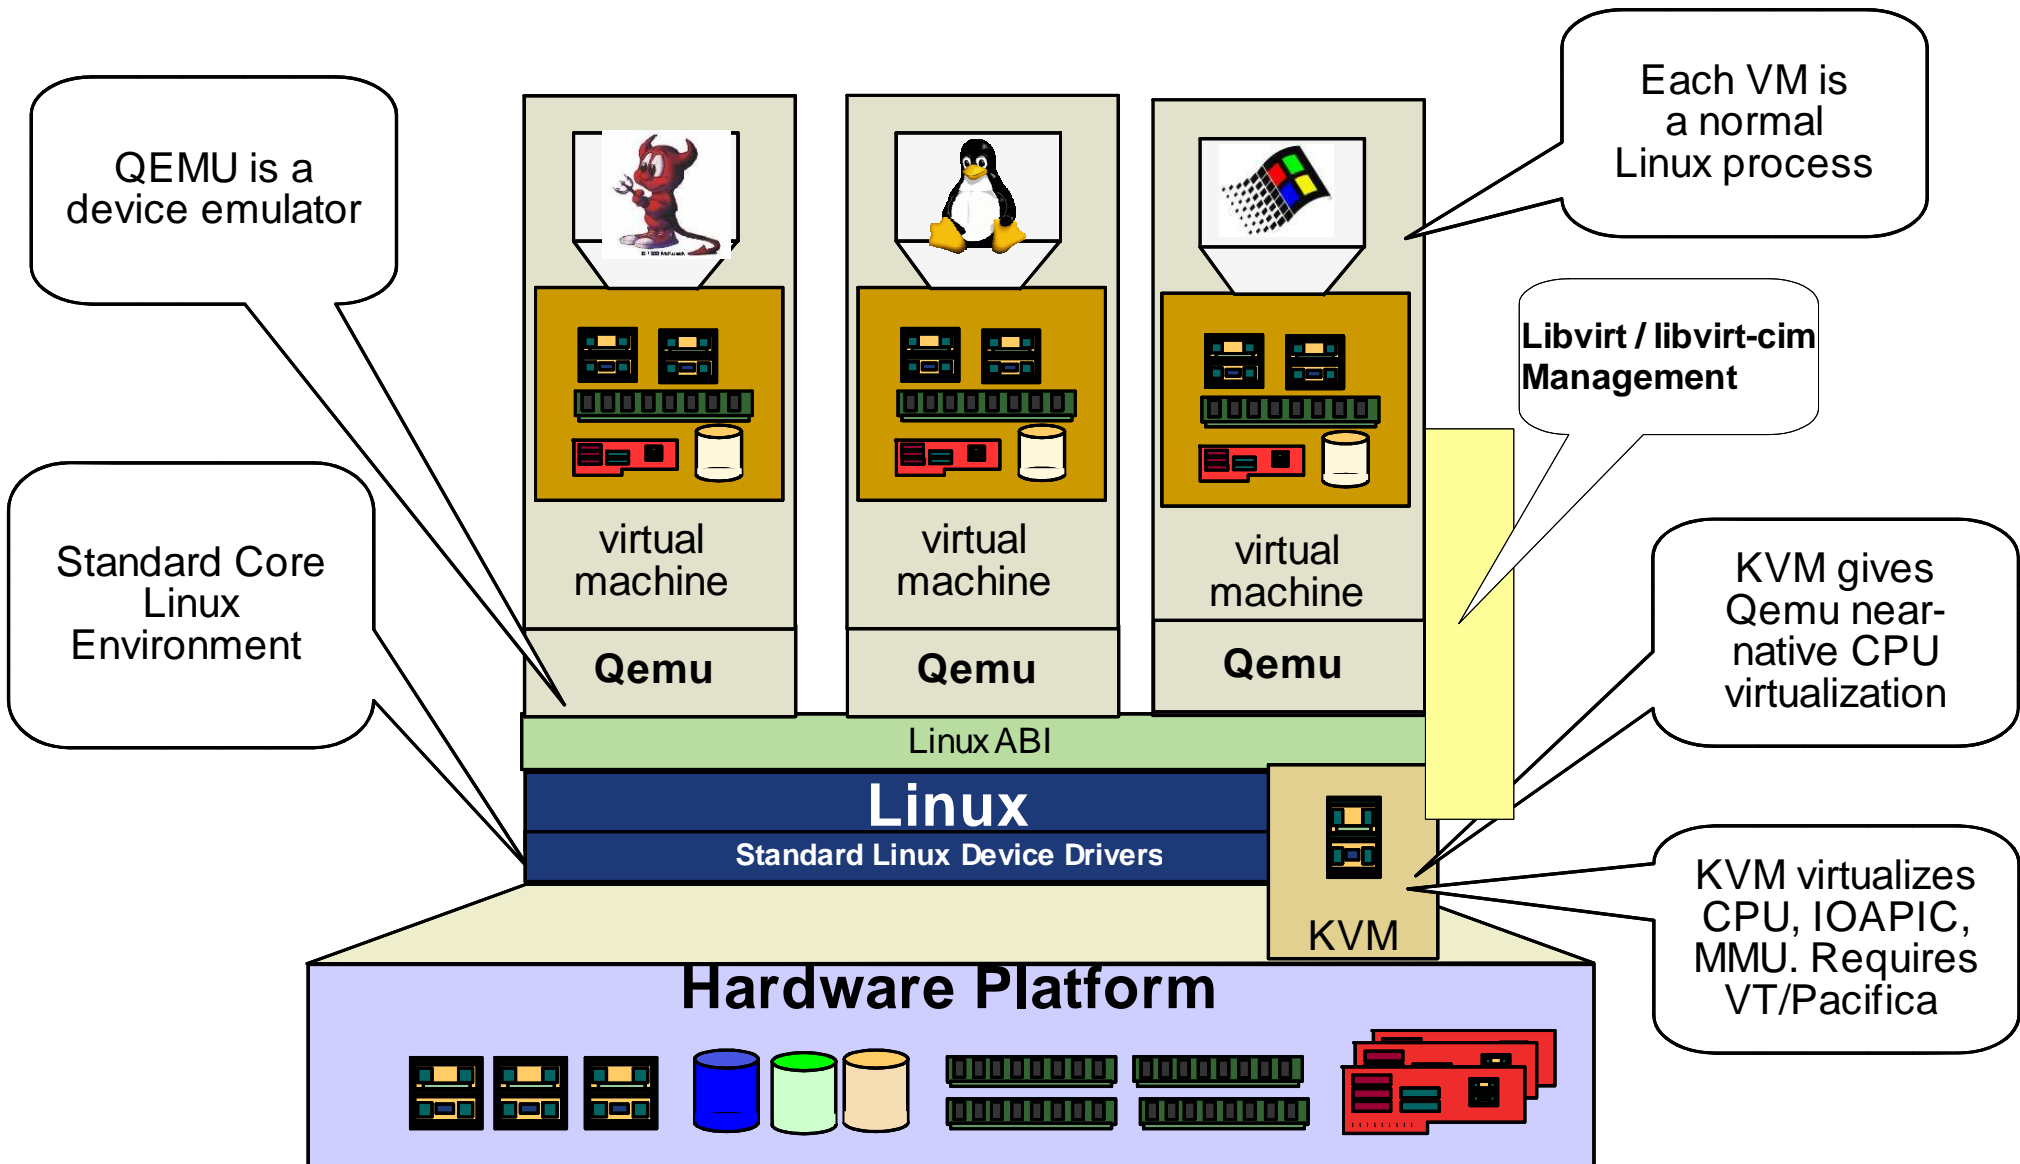 Each VM is
a normal
Linux process
QEMU is a
device emulator
Libvirt / libvirt-cim
Management
Standard Core
Linux
Environment
virtual
machine
virtual
machine
virtual
machine
KVM gives
Qemu near-
native CPU
virtualization
Qemu
Qemu
Qemu
Linux ABI
Linux
Standard Linux Device Drivers
KVM
KVM virtualizes
CPU, IOAPIC,
MMU. Requires
VT/Pacifica
Hardware Platform